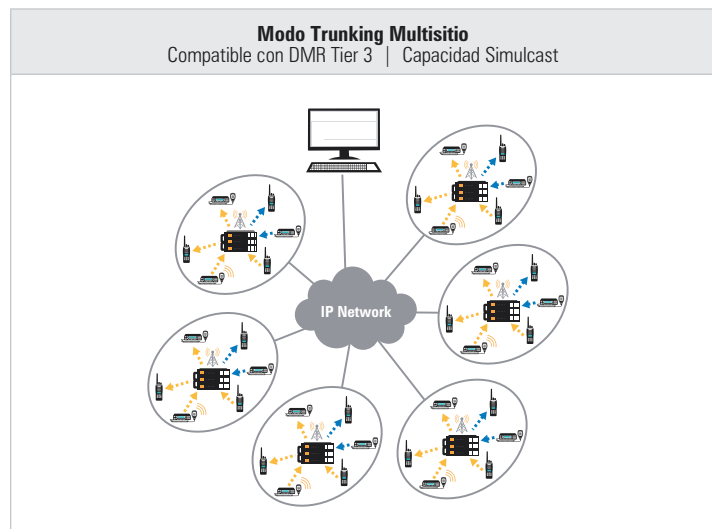 Modo Trunking Multisitio
Compatible con DMR Tier 3 | Capacidad Simulcast
IP Network